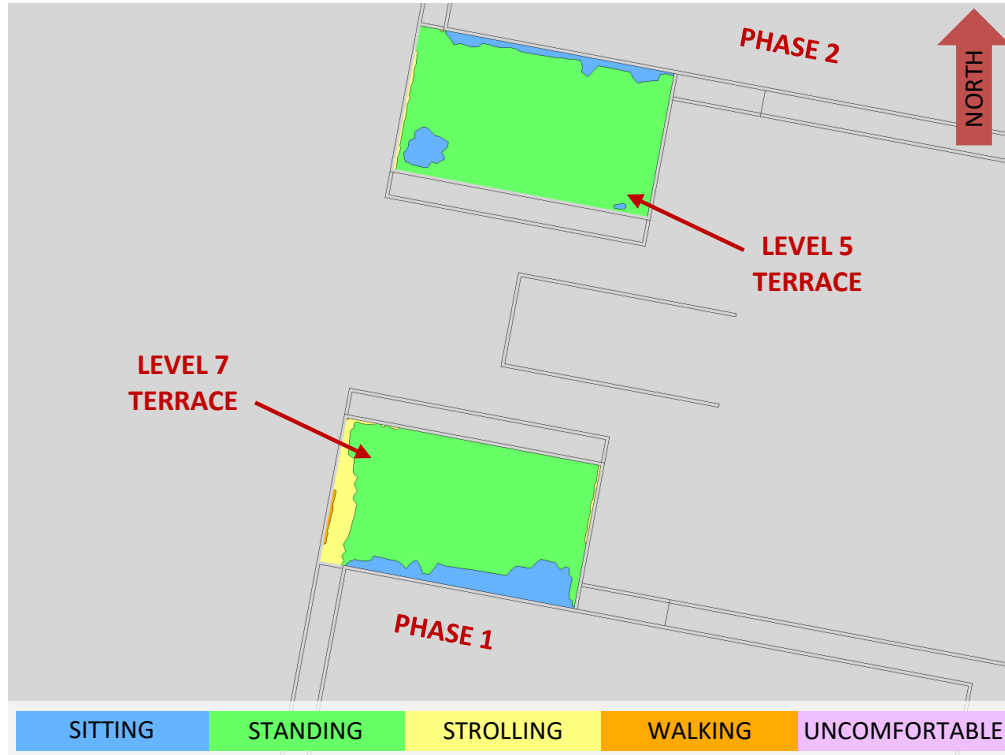 PHASE 2
NORTH
LEVEL 5
TERRACE
LEVEL 7
TERRACE
PHASE 1
SITTING
STANDING
STROLLING
WALKING
UNCOMFORTABLE